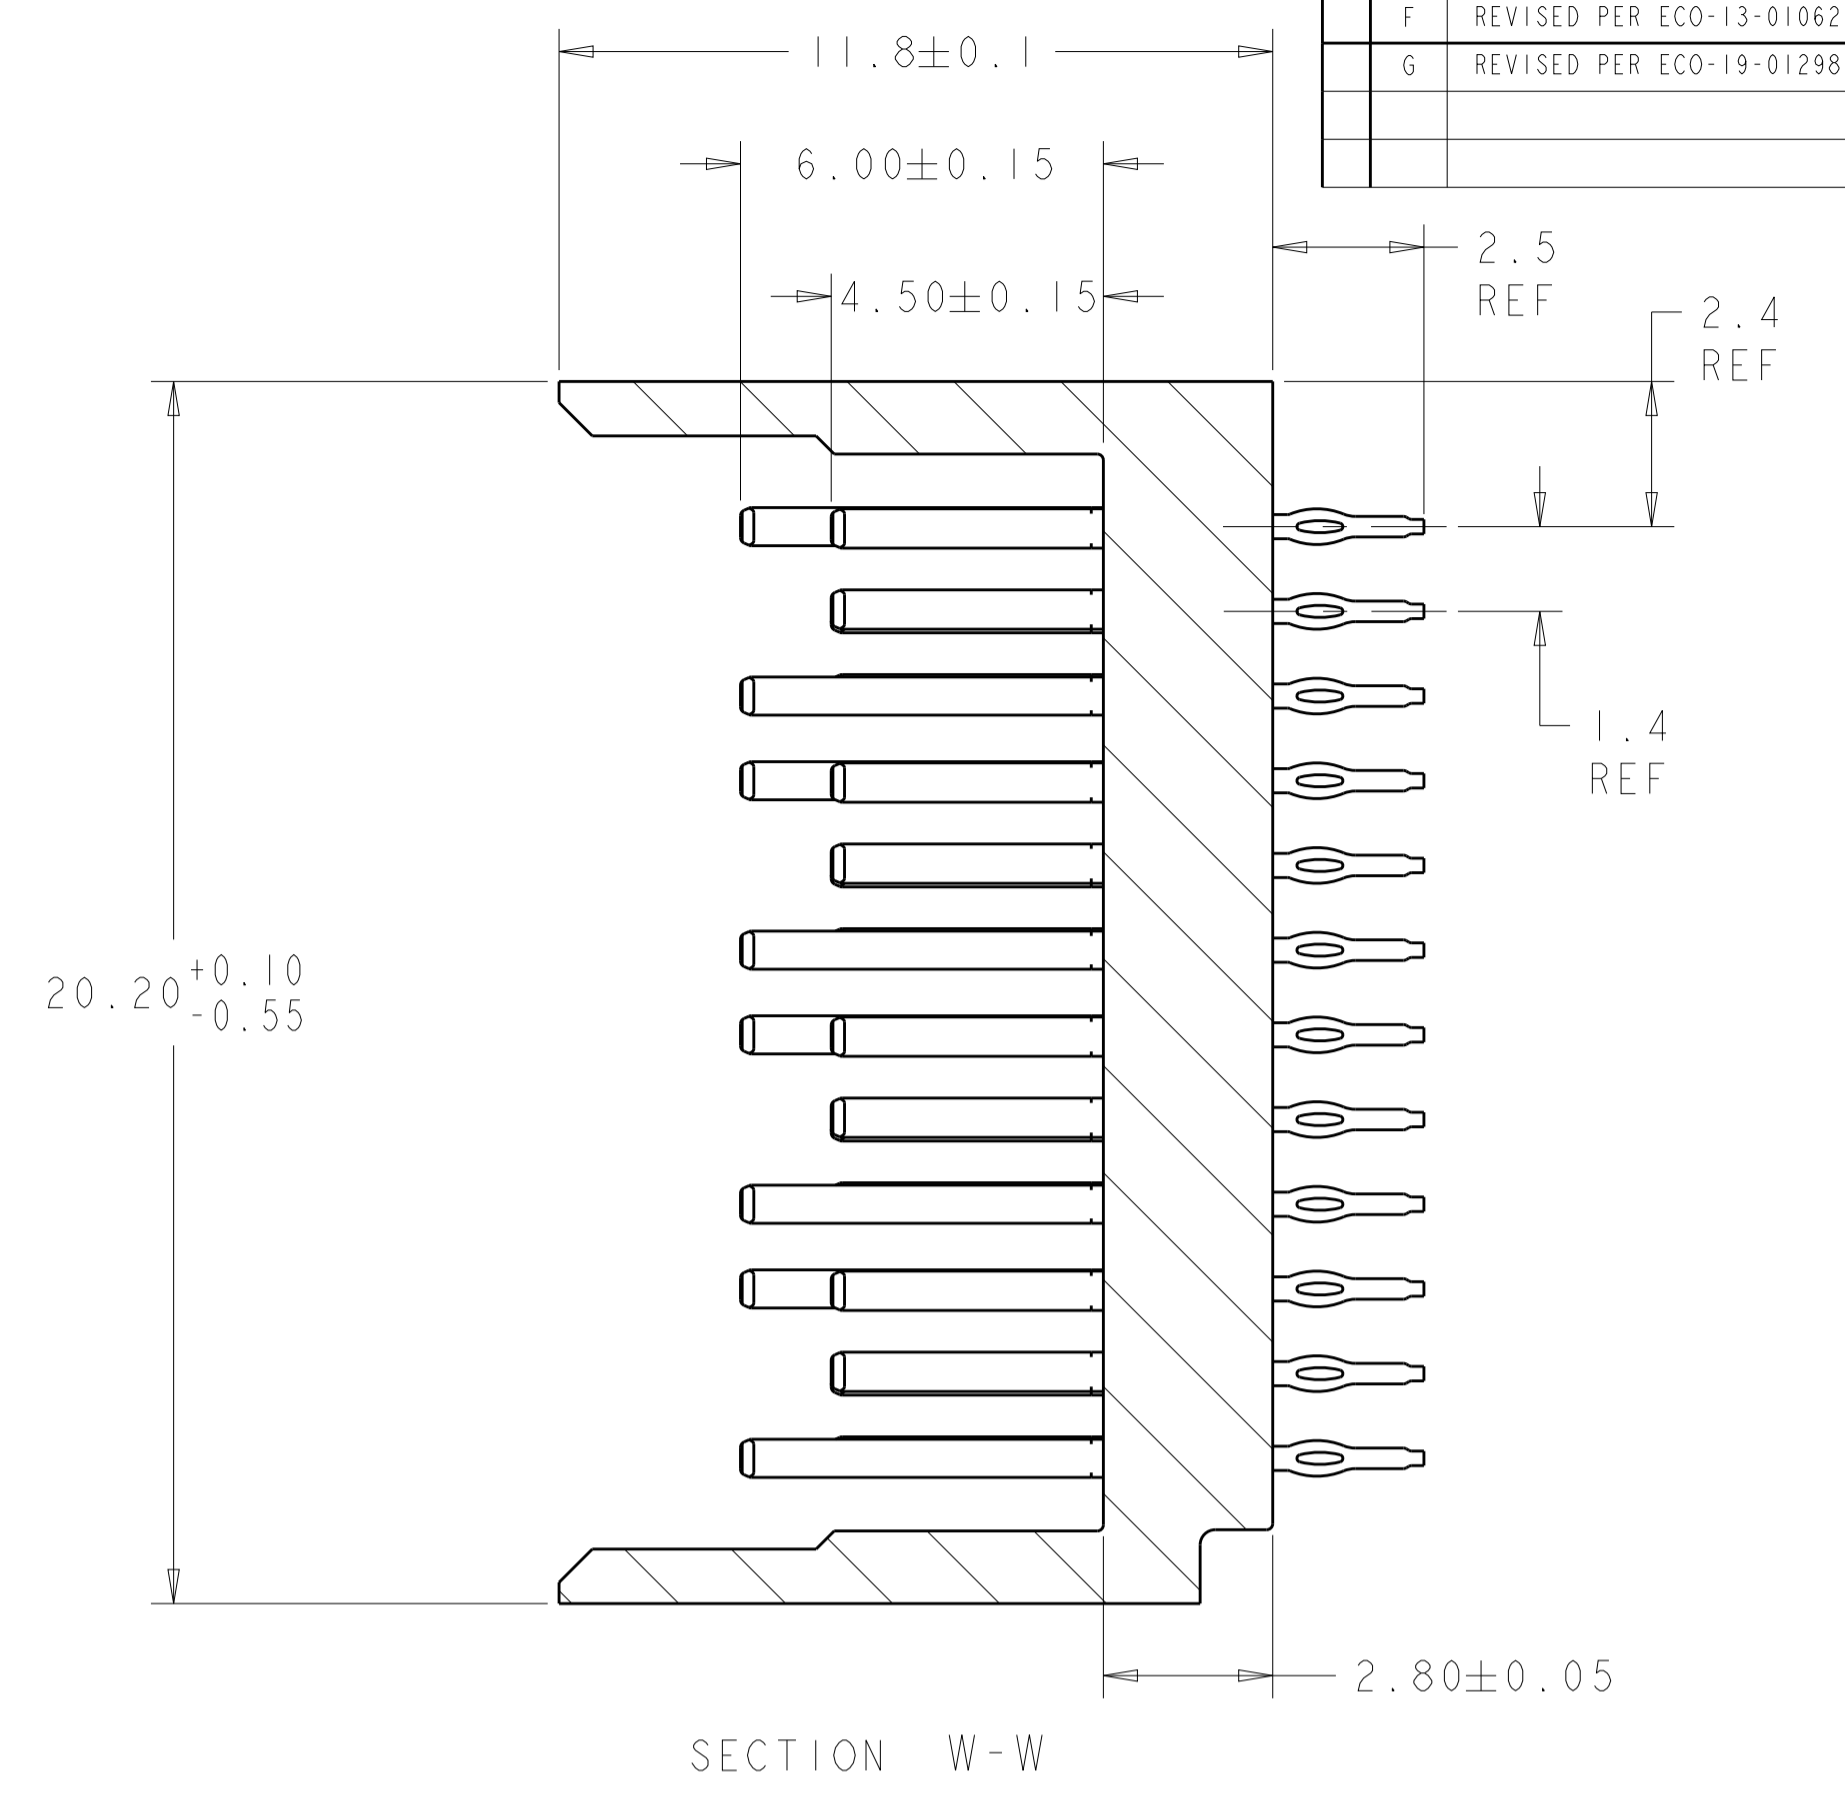 F REVISED PER ECO-13-01062
G REVISED PER ECO-19-01298
11.8±0.1
6.00±0.15
2.5
REF
4.50±0.15
2.4
REF
1.4
REF
20.20 +0.10
-0.55
2.80±0.05
SECTION W-W